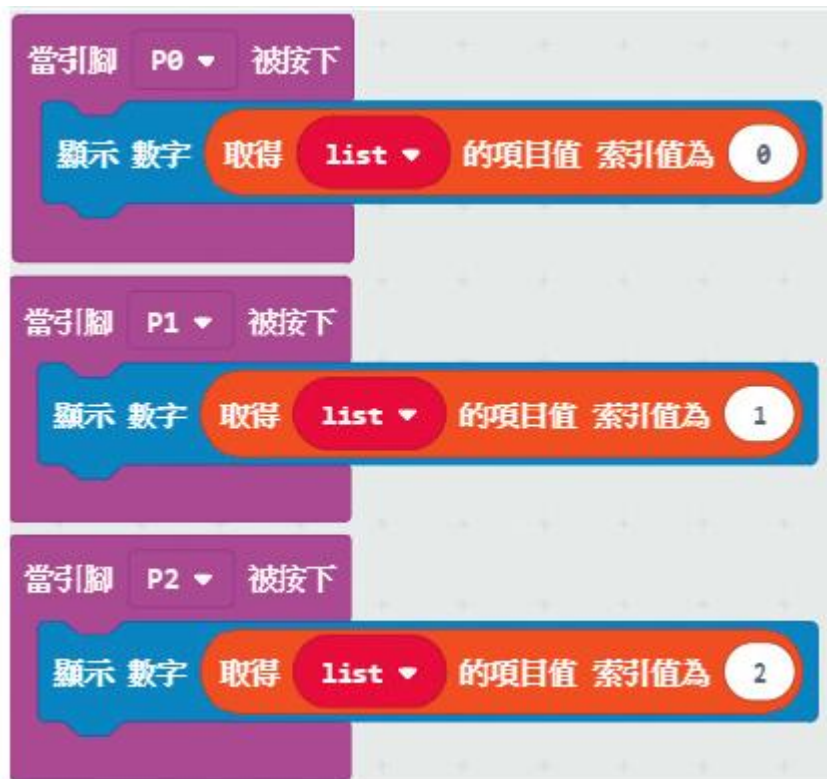 當引腳 P0 被按下
顯示 數字 取得 list 的項目值 索引值為 0
當引腳 P1 被按下
顯示 數字 取得 list 的項目值 索引值為 1
當引腳 P2 被按下
顯示 數字 取得 list 的項目值 索引值為 2